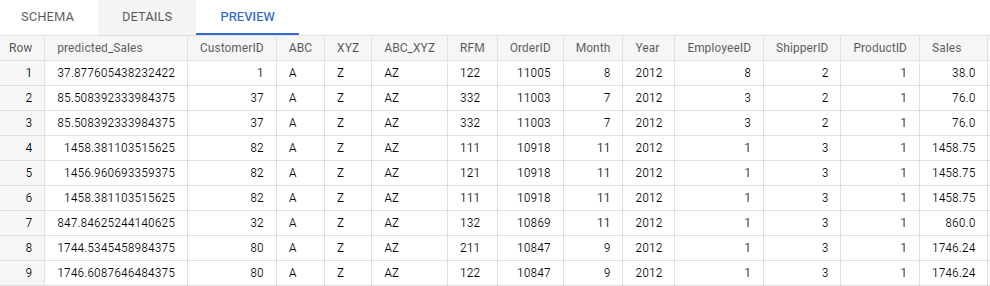 SCHEMA DETAILS PREVIEW
Row predicted_Sales CustomerID ABC XYZ ABC_XYZ RFM OrderID Month Year EmployeeID ShipperID ProductID Sales
1 37.877605438232422 1 A Z AZ 122 11005 8 2012 8 2 1 38.0
2 85.508392333984375 37 A Z AZ 332 11003 7 2012 3 2 1 76.0
3 85.508392333984375 37 A Z AZ 332 11003 7 2012 3 2 1 76.0
4 1458.381103515625 82 A Z AZ 111 10918 11 2012 1 3 1 1458.75
5 1456.960693359375 82 A Z AZ 121 10918 11 2012 1 3 1 1458.75
6 1458.381103515625 82 A Z AZ 111 10918 11 2012 1 3 1 1458.75
7 847.84625244140625 32 A Z AZ 132 10869 11 2012 1 3 1 860.0
8 1744.5345458984375 80 A Z AZ 211 10847 9 2012 1 3 1 1746.24
9 1746.6087646484375 80 A Z AZ 122 10847 9 2012 1 3 1 1746.24